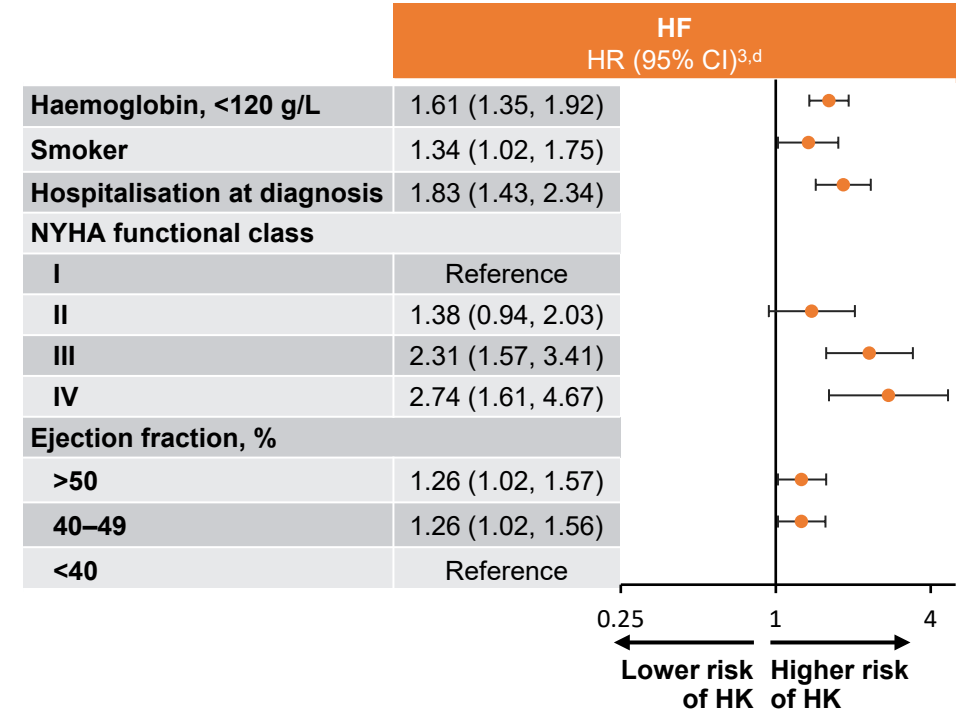 HF
HR (95% CI)3,d
Haemoglobin, <120 g/L 1.61 (1.35, 1.92)
Smoker 1.34 (1.02, 1.75)
Hospitalisation at diagnosis 1.83 (1.43, 2.34)
NYHA functional class
I Reference
II 1.38 (0.94, 2.03)
III 2.31 (1.57, 3.41)
IV 2.74 (1.61, 4.67)
Ejection fraction, %
>50 1.26 (1.02, 1.57)
40–49 1.26 (1.02, 1.56)
<40 Reference
0.25 1 4
Lower risk Higher risk
of HK of HK